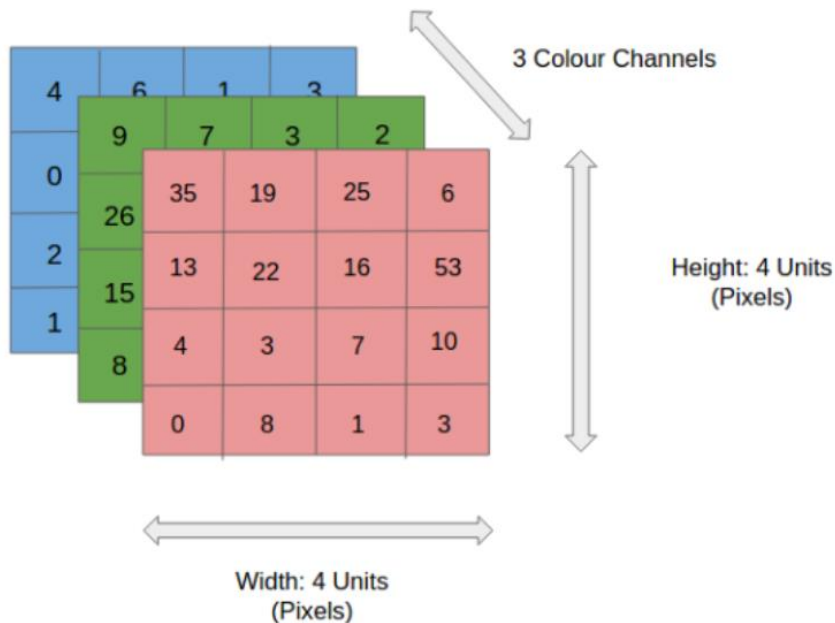 3 Colour Channels
4 6 1 3
9 7 3 2
0
35 19 25 6
26
2
13 22 16 53
Height: 4 Units
(Pixels)
15
1
4 3 7 10
8
0 8 1 3
Width: 4 Units
(Pixels)